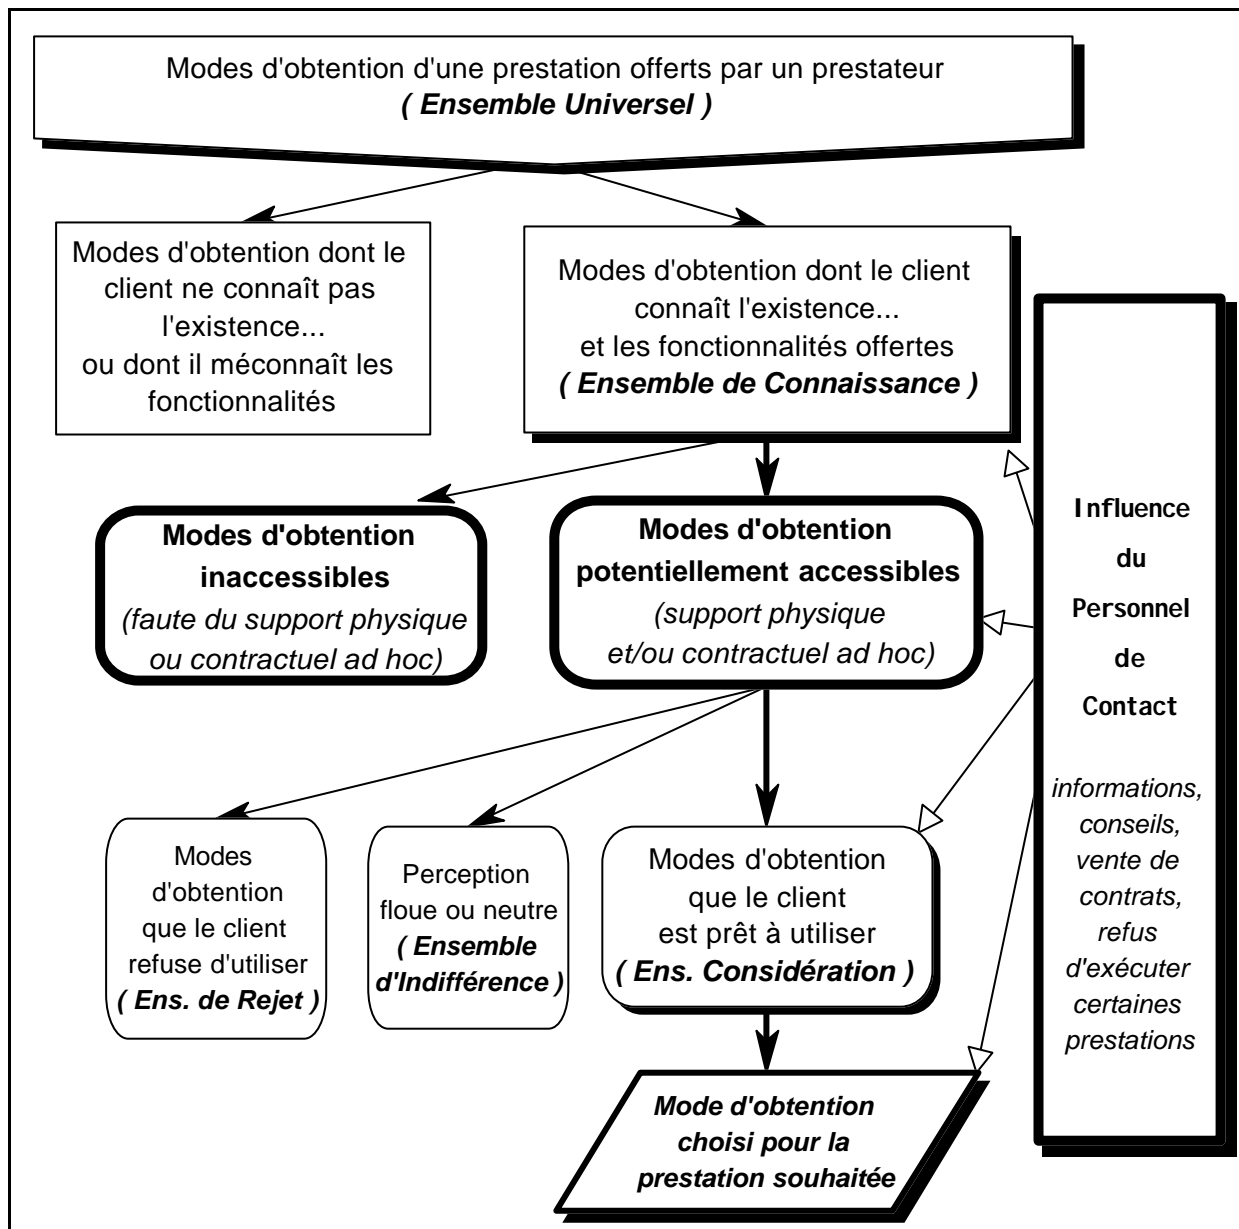 Modes d'obtention d'une prestation offerts par un prestateur
( Ensemble Universel )
Modes d'obtention dont le
client ne connaît pas
l'existence...
ou dont il méconnaît les
fonctionnalités
Modes d'obtention dont le client
connaît l'existence...
et les fonctionnalités offertes
( Ensemble de Connaissance )
Modes d'obtention
inaccessibles
(faute du support physique
ou contractuel ad hoc)
Modes d'obtention
potentiellement accessibles
(support physique
et/ou contractuel ad hoc)
Modes
d'obtention
que le client
refuse d'utiliser
( Ens. de Rejet )
Perception
floue ou neutre
( Ensemble
d'Indifférence )
Modes d'obtention
que le client
est prêt à utiliser
( Ens. Considération )
Mode d'obtention
choisi pour la
prestation souhaitée
Influence
du
Personnel
de
Contact
informations,
conseils,
vente de
contrats,
refus
d'exécuter
certaines
prestations